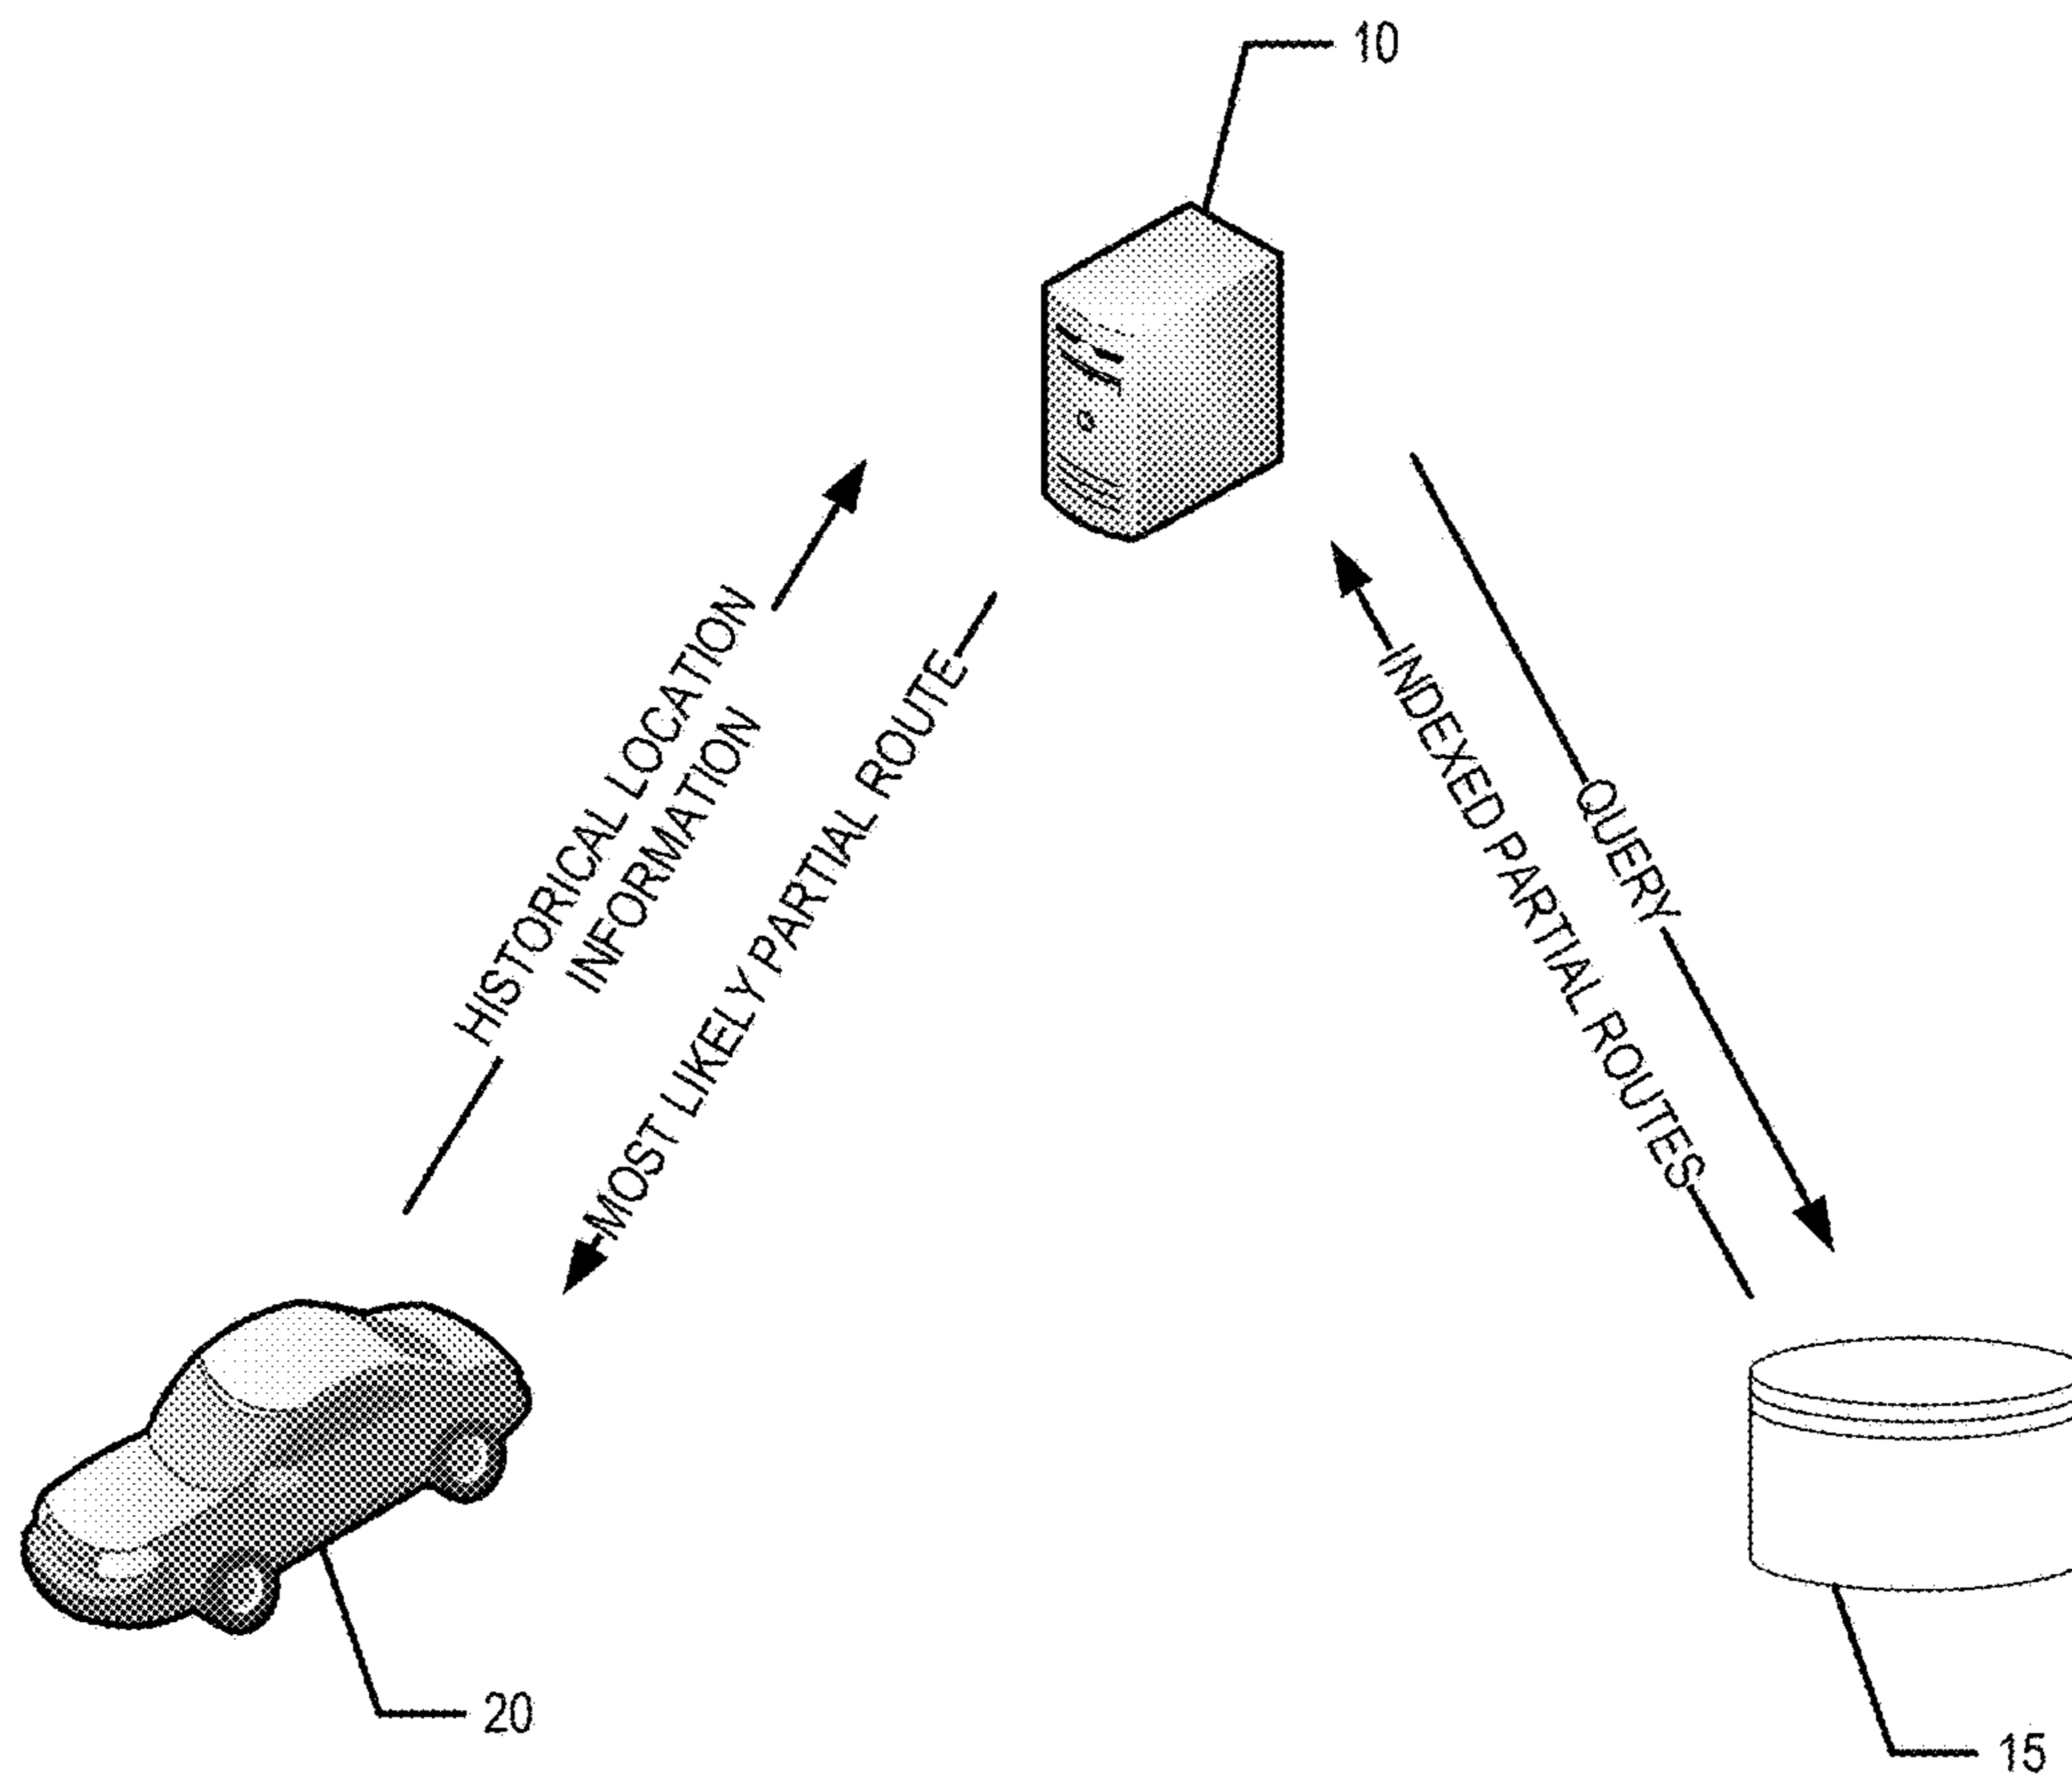 10
HISTORICAL LOCATION
INFORMATION
MOST LIKELY PARTIAL ROUTE
INDEXED PARTIAL ROUTES
QUERY
20
15